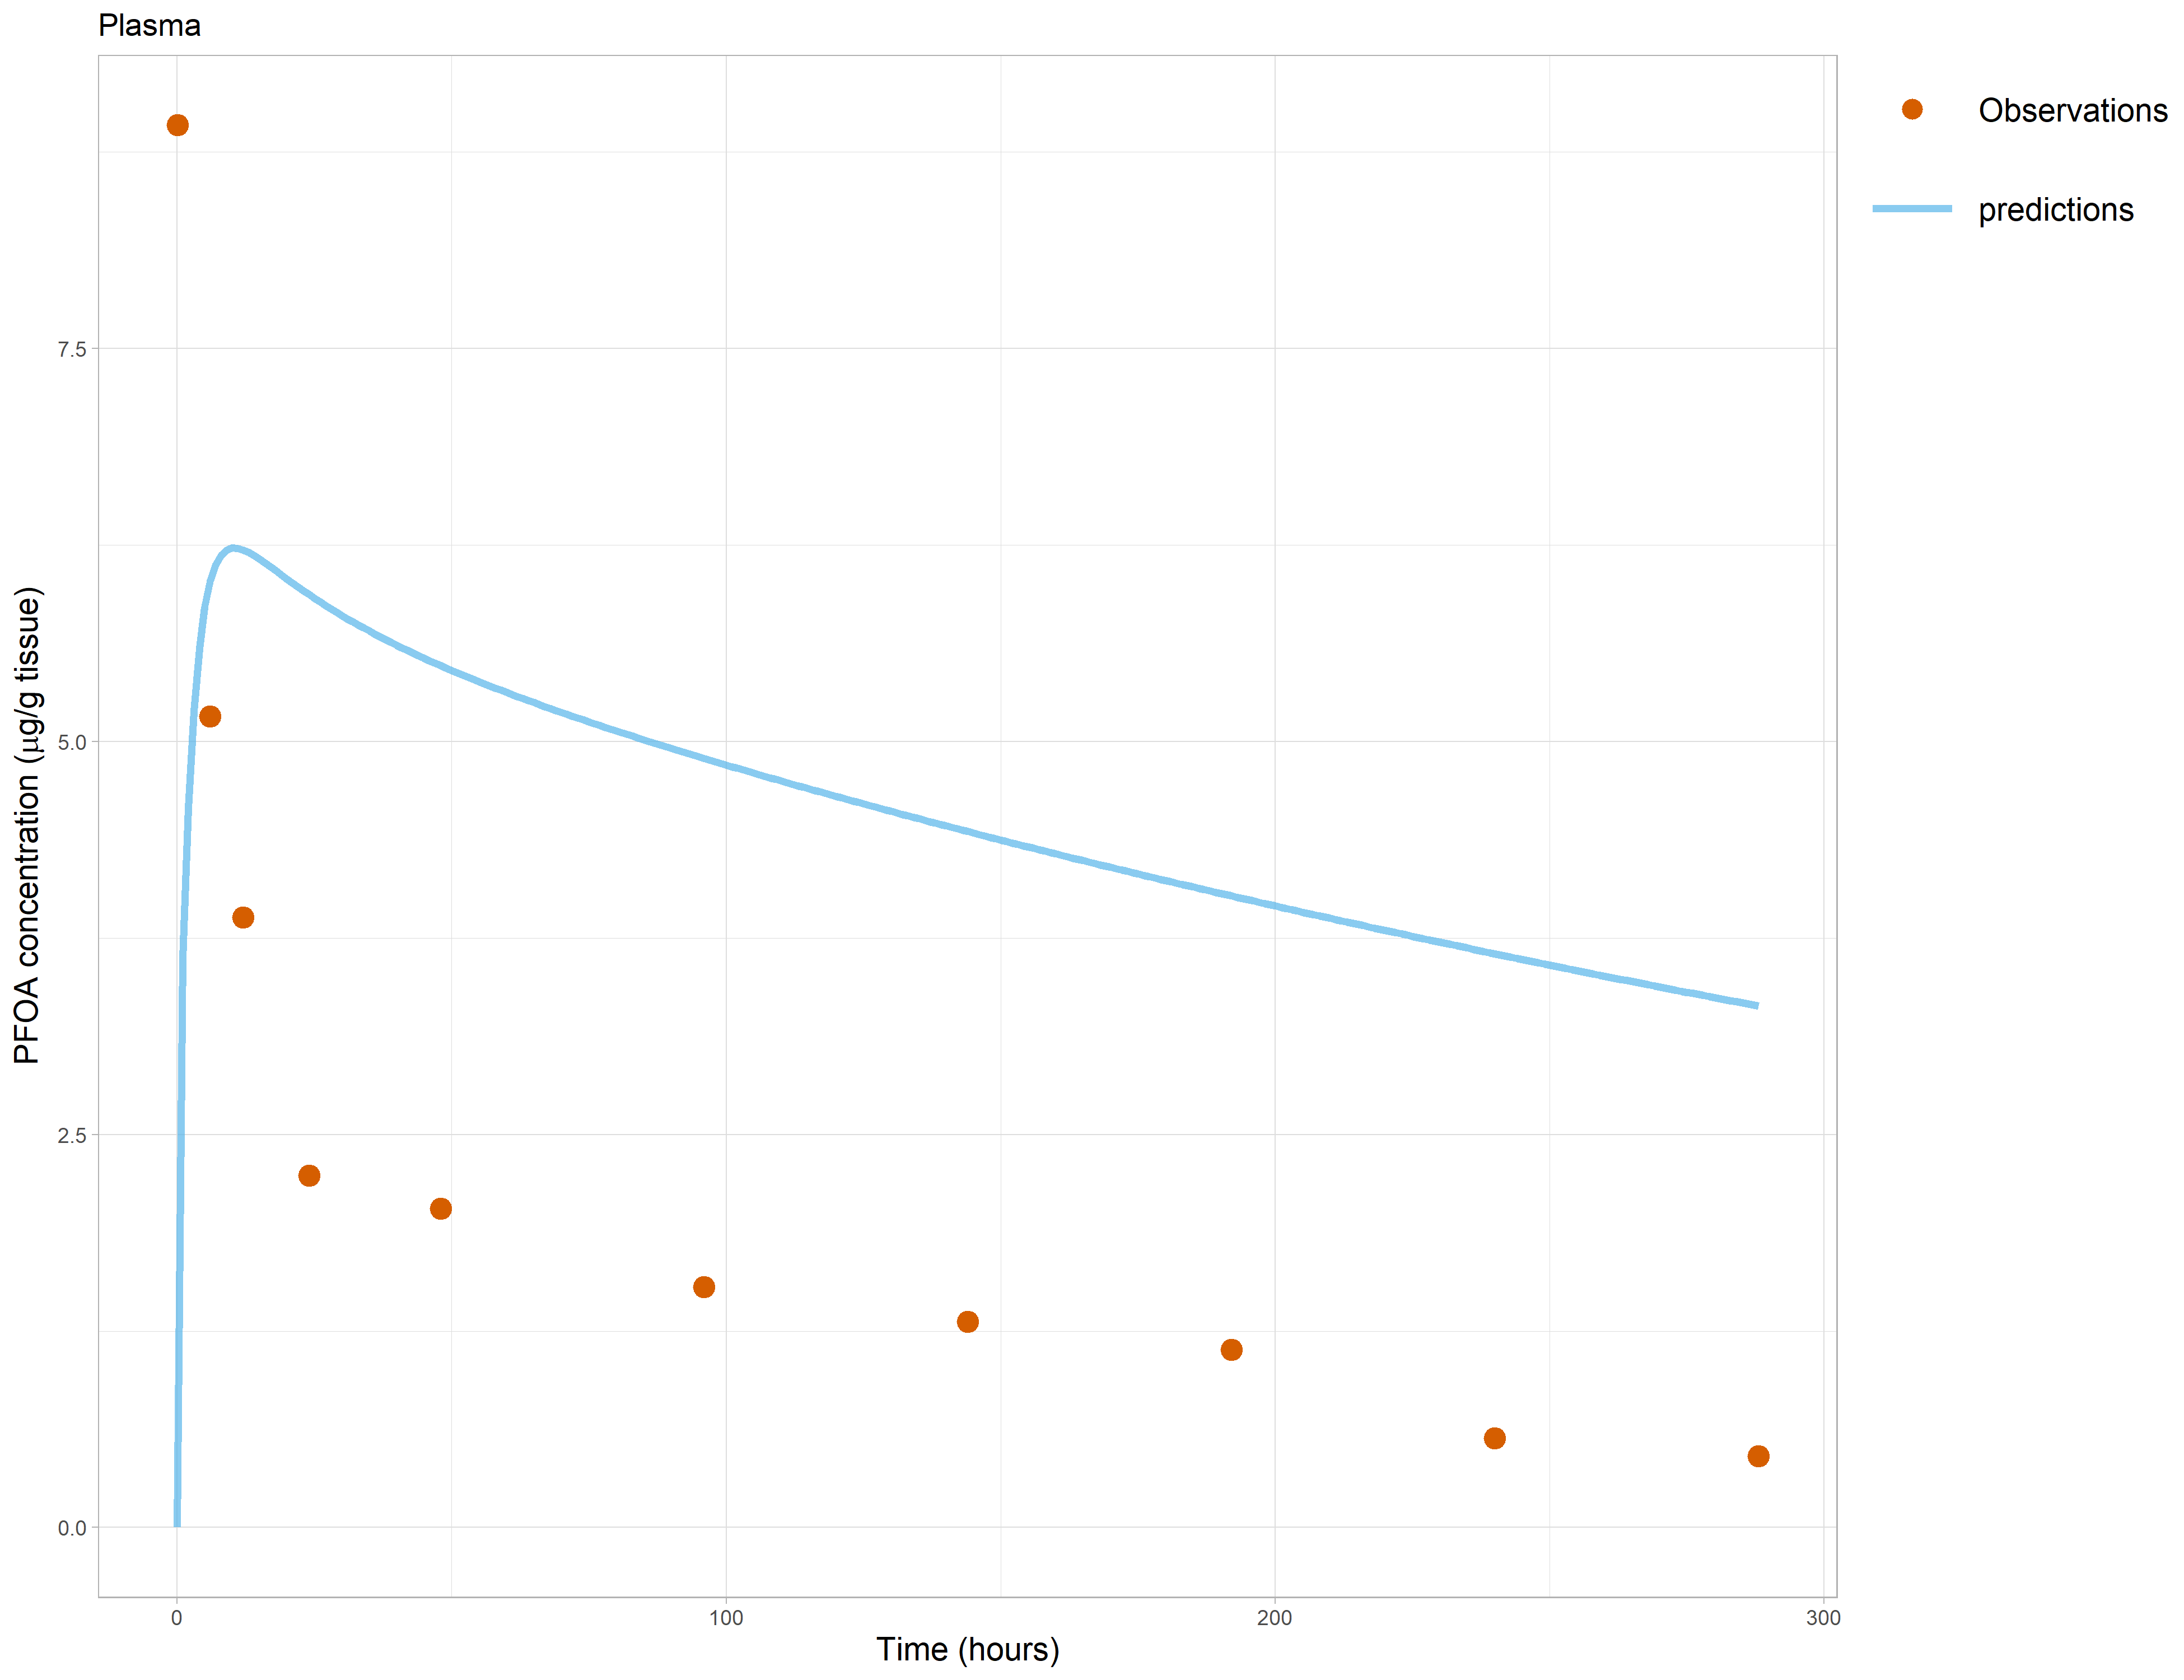 Plasma
Observations
predictions
PFOA concentration (μg/g tissue)
7.5
5.0
2.5
0.0
0
100
200
300
Time (hours)